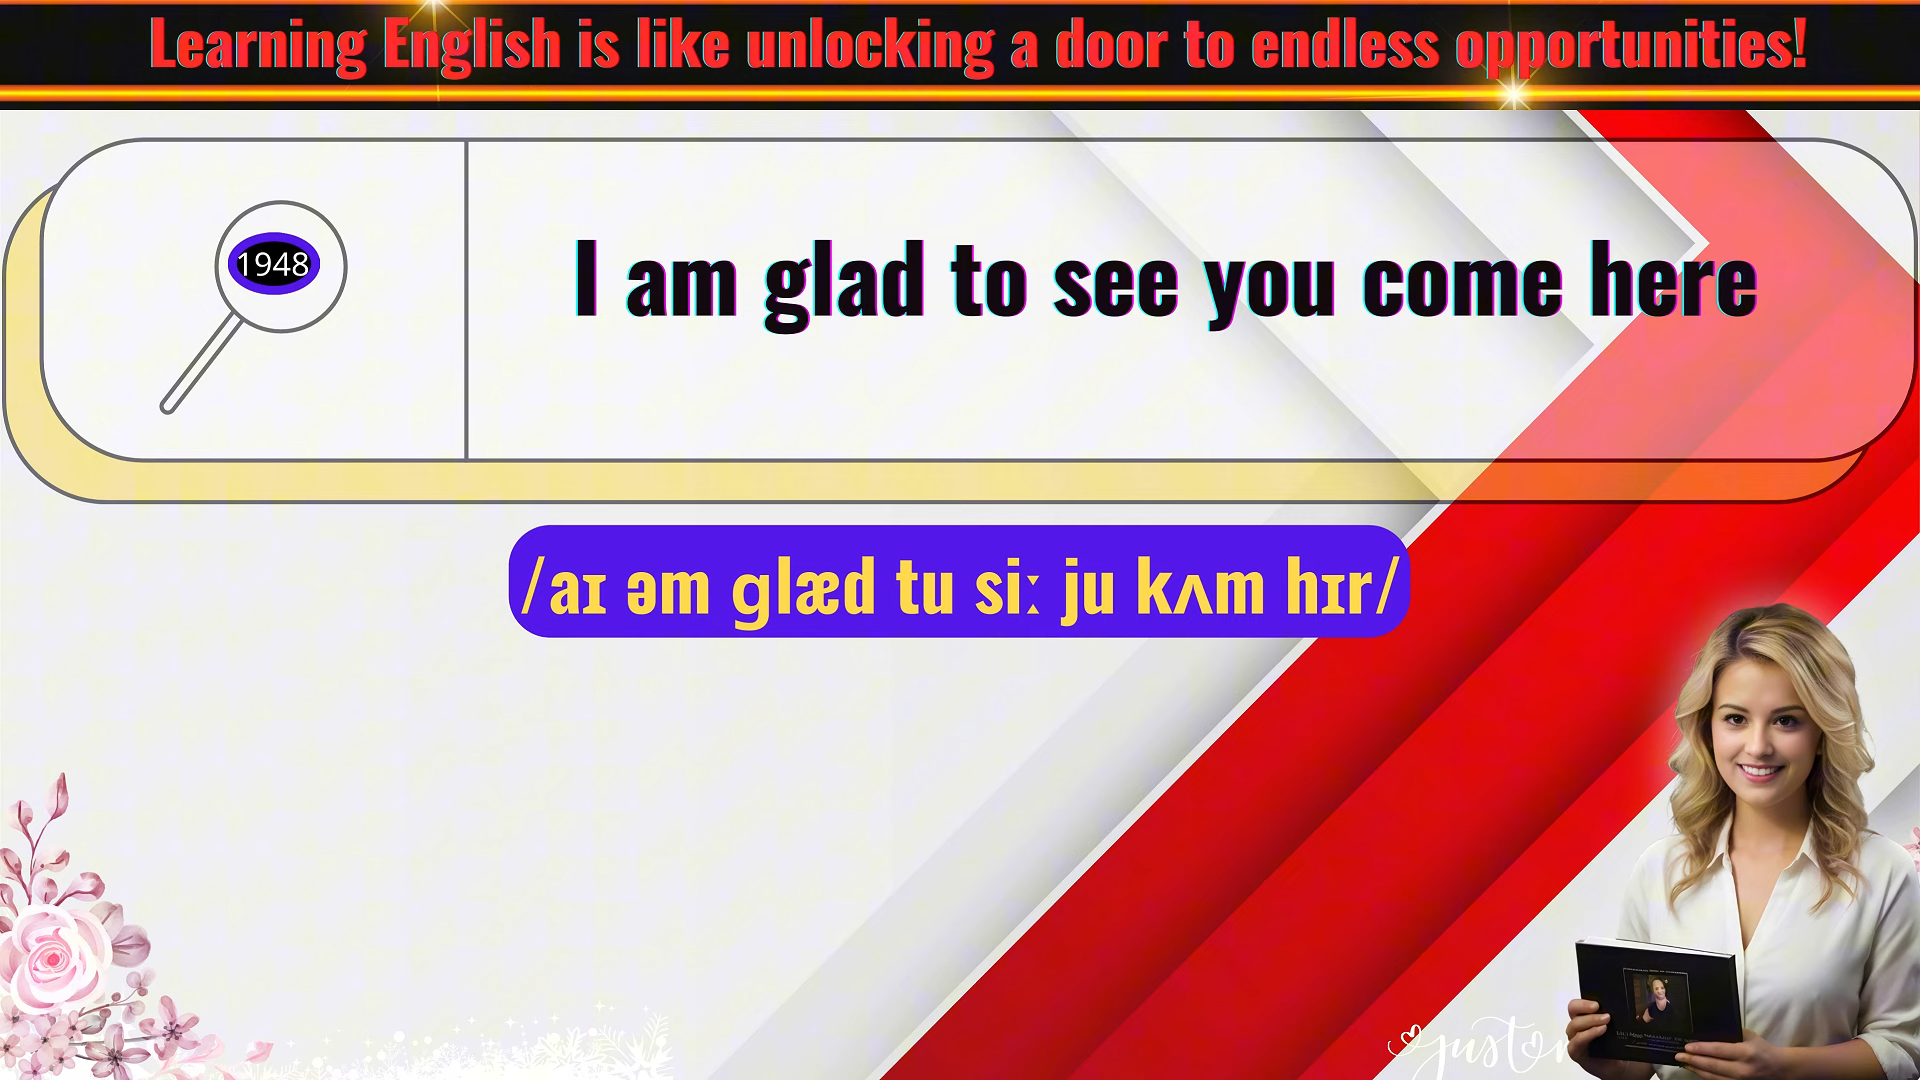 Learning English is like unlocking a door to endless opportunities!
1948
I am glad to see you come here
/aɪ əm ɡlæd tu siː ju kʌm hɪr/